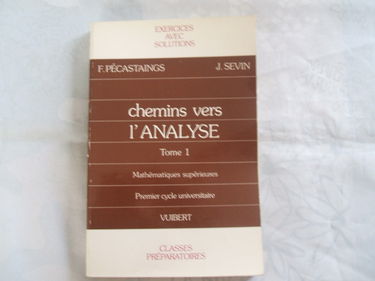 EXERCICES
AVEC
SOLUTIONS
F. PÉCASTAINGS J. SEVIN
chemins vers
l'ANALYSE
Tome 1
Mathématiques supérieures
Premier cycle universitaire
VUIBERT
CLASSES
PRÉPARATOIRES